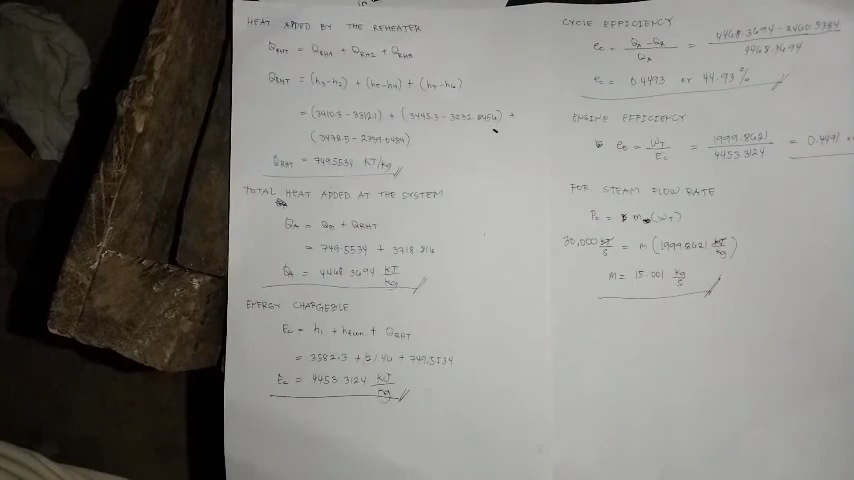 HEAT ADDED BY THE REHEATER
QRHT = QRH1 + QRH2 + QRH3
QRHT = (h3-h2) + (h5-h4) + (h7-h6)
= (3410.3 - 3312.1) + (3445.3 - 3232.8456) +
(3478.5 - 2739.0434)
QRHT = 749.5534 KJ/kg
TOTAL HEAT ADDED AT THE SYSTEM
QA = QB + QRHT
= 749.5534 + 3718.816
QA = 4468.3694 KJ/kg
ENERGY CHARGEABLE
Ec = h1 + + QRHT
= 3582.3 + 121.46 + 749.5534
Ec = 4453.3124 KJ/kg
CYCLE EFFICIENCY
ec = QA - QR / QA = 4468.3694 - 2460.5384 / 4468.3694
ec = 0.4493 or 44.93 %
ENGINE EFFICIENCY
eE = WT / Ec = 1999.8621 / 4453.3124 = 0.4491
FOR STEAM FLOW RATE
= m (WT)
30,000 KJ/s = m (1999.8621 KJ/kg)
m = 15.001 kg/s